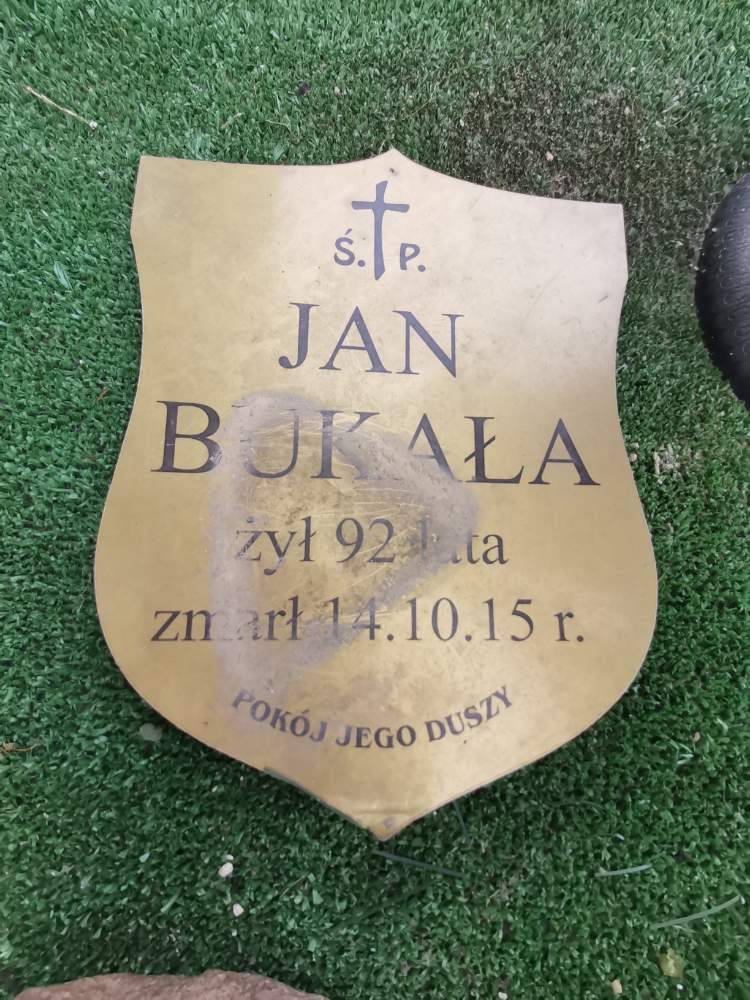 Ś. P.
JAN
BUKAŁA
żył 92 lata
zmarł 14.10.15 r.
POKÓJ JEGO DUSZY